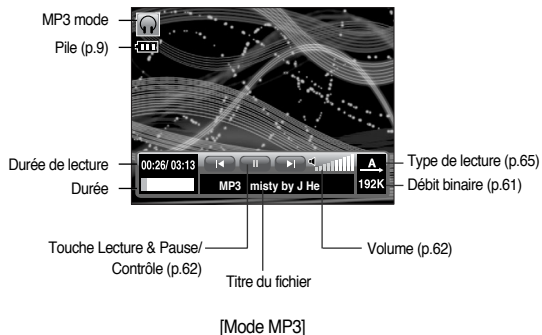 MP3 mode
Pile (p.9)
Durée de lecture
Durée
00:26/ 03:13
MP3 misty by J He
A
192K
Type de lecture (p.65)
Débit binaire (p.61)
Touche Lecture & Pause/
Contrôle (p.62)
Titre du fichier
Volume (p.62)
[Mode MP3]